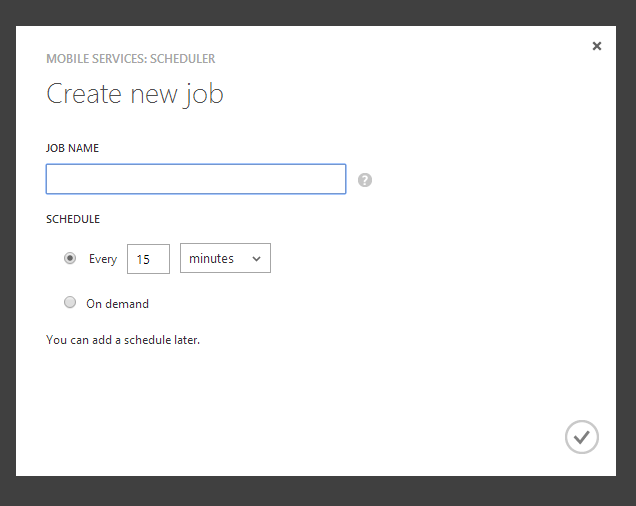 MOBILE SERVICES: SCHEDULER
Create new job
JOB NAME
?
SCHEDULE
Every 15 minutes
On demand
You can add a schedule later.